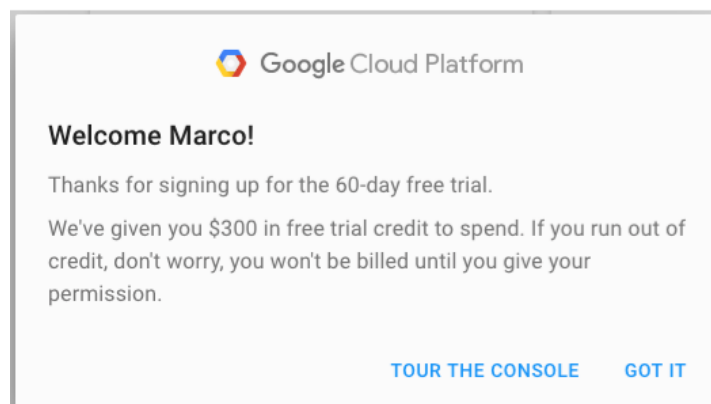 Google Cloud Platform
Welcome Marco!
Thanks for signing up for the 60-day free trial.
We've given you $300 in free trial credit to spend. If you run out of
credit, don't worry, you won't be billed until you give your
permission.
TOUR THE CONSOLE GOT IT